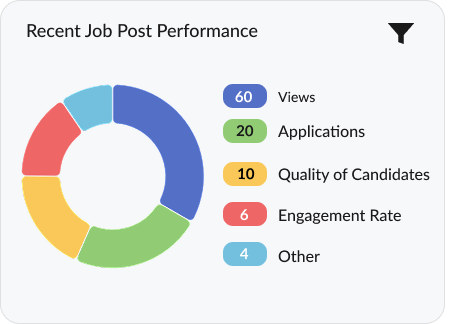 Recent Job Post Performance
60 Views
20 Applications
10 Quality of Candidates
6 Engagement Rate
4 Other